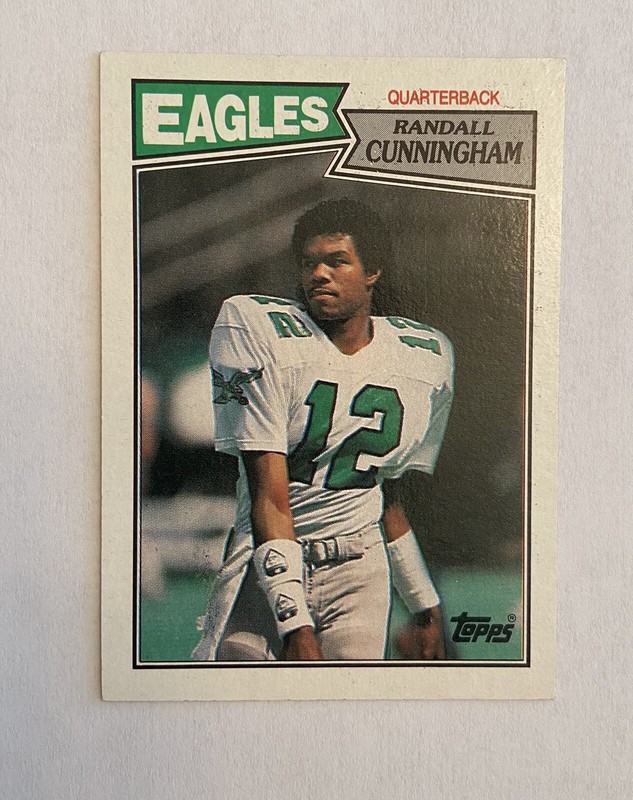 EAGLES
QUARTERBACK
RANDALL
CUNNINGHAM
12
12
12
Topps®